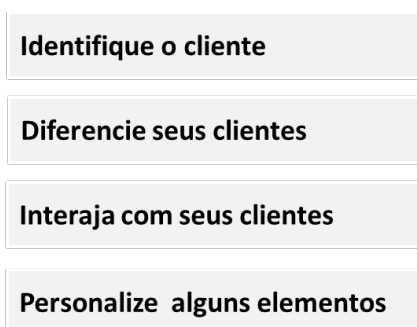 Identifique o cliente
Diferencie seus clientes
Interaja com seus clientes
Personalize alguns elementos